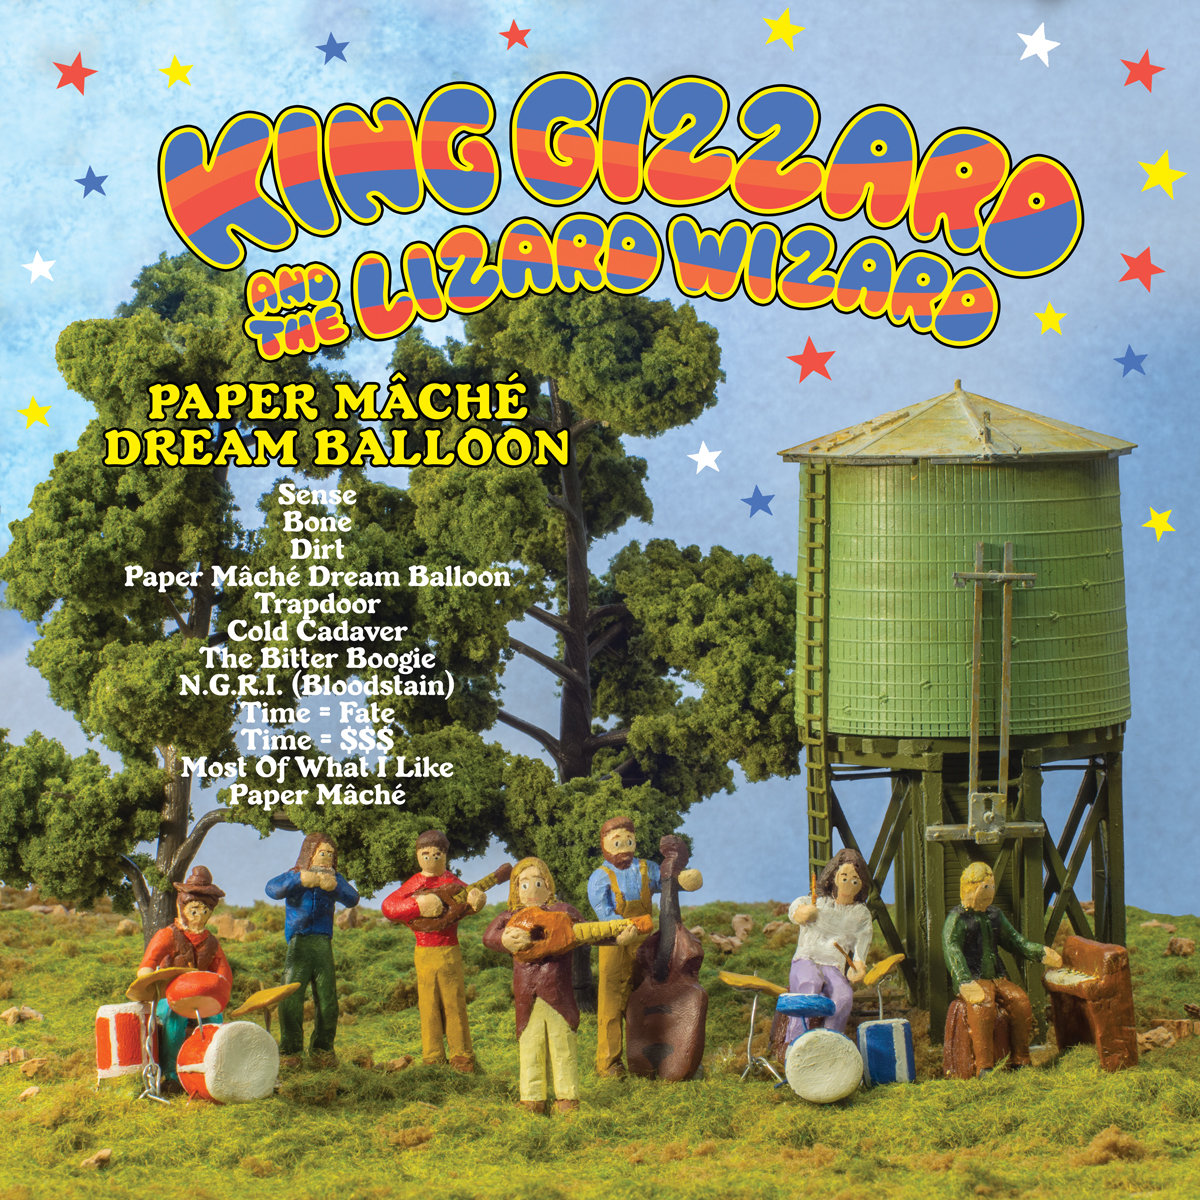 KING GIZZARD
AND THE LIZARD WIZARD
PAPER MÂCHÉ
DREAM BALLOON
Sense
Bone
Dirt
Paper Mâché Dream Balloon
Trapdoor
Cold Cadaver
The Bitter Boogie
N.G.R.I. (Bloodstain)
Time = Fate
Time = $$$
Most Of What I Like
Paper Mâché